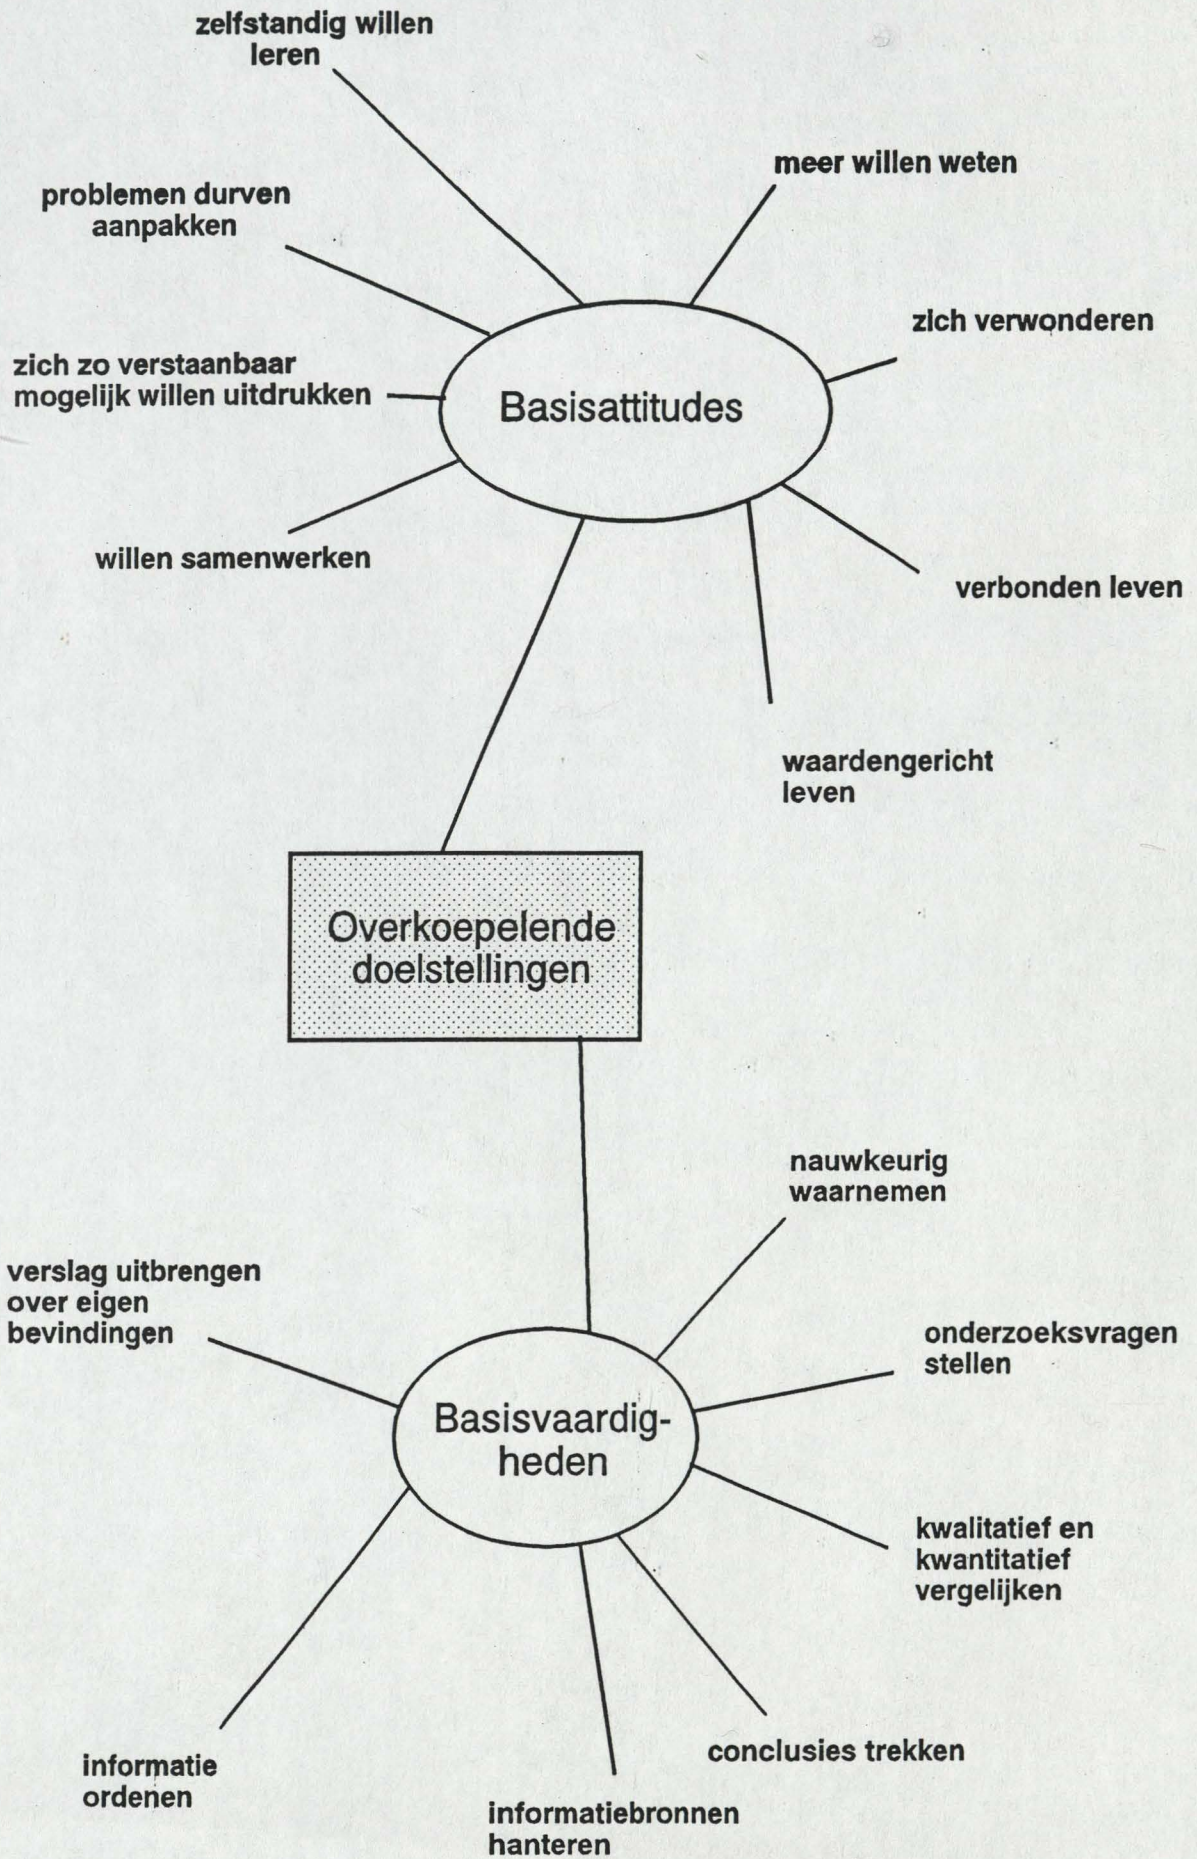 zelfstandig willen
leren
meer willen weten
problemen durven
aanpakken
zich verwonderen
zich zo verstaanbaar
mogelijk willen uitdrukken
Basisattitudes
willen samenwerken
verbonden leven
waardengericht
leven
Overkoepelende
doelstellingen
nauwkeurig
waarnemen
verslag uitbrengen
over eigen
bevindingen
onderzoeksvragen
stellen
Basisvaardig-
heden
kwalitatief en
kwantitatief
vergelijken
conclusies trekken
informatie
ordenen
informatiebronnen
hanteren